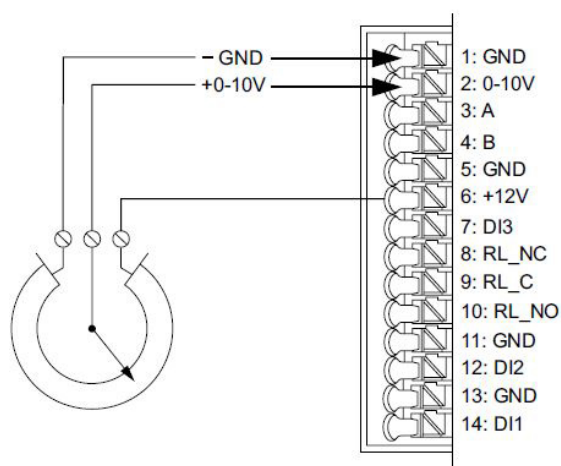 – GND
+0-10V
1: GND
2: 0-10V
3: A
4: B
5: GND
6: +12V
7: DI3
8: RL_NC
9: RL_C
10: RL_NO
11: GND
12: DI2
13: GND
14: DI1